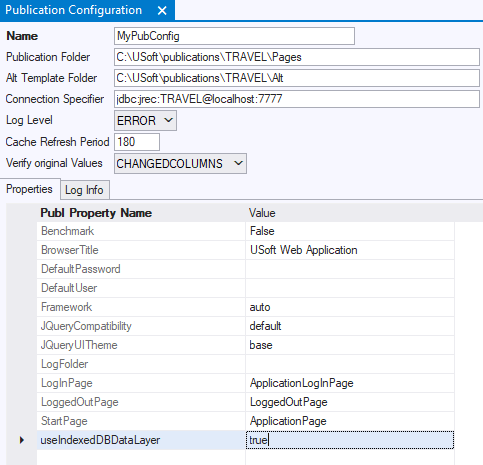 Publication Configuration ×
Name MyPubConfig
Publication Folder C:\USoft\publications\TRAVEL\Pages
Alt Template Folder C:\USoft\publications\TRAVEL\Alt
Connection Specifier jdbc:jrec:TRAVEL@localhost:7777
Log Level ERROR
Cache Refresh Period 180
Verify original Values CHANGEDCOLUMNS
Properties Log Info
Publ Property Name Value
Benchmark False
BrowserTitle USoft Web Application
DefaultPassword
DefaultUser
Framework auto
JQueryCompatibility default
JQueryUITheme base
LogFolder
LogInPage ApplicationLogInPage
LoggedOutPage LoggedOutPage
StartPage ApplicationPage
useIndexedDBDataLayer true